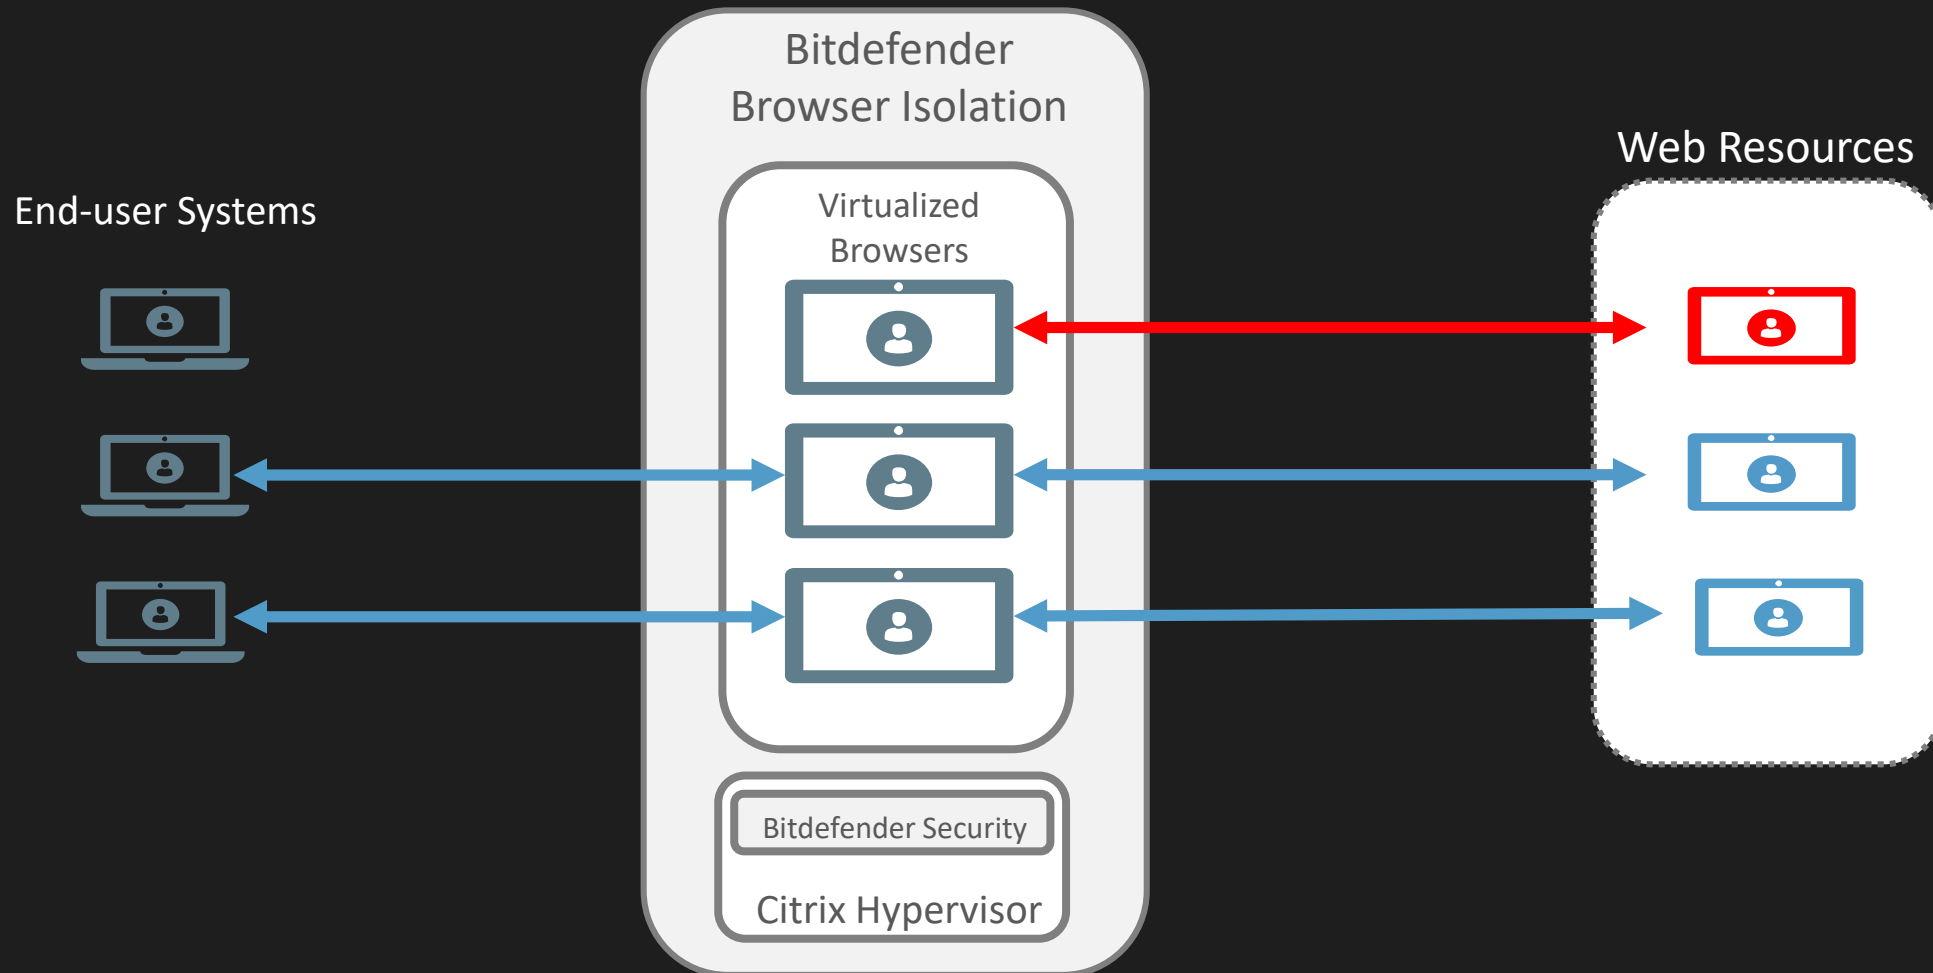 Bitdefender
Browser Isolation
Web Resources
End-user Systems
Virtualized
Browsers
Bitdefender Security
Citrix Hypervisor